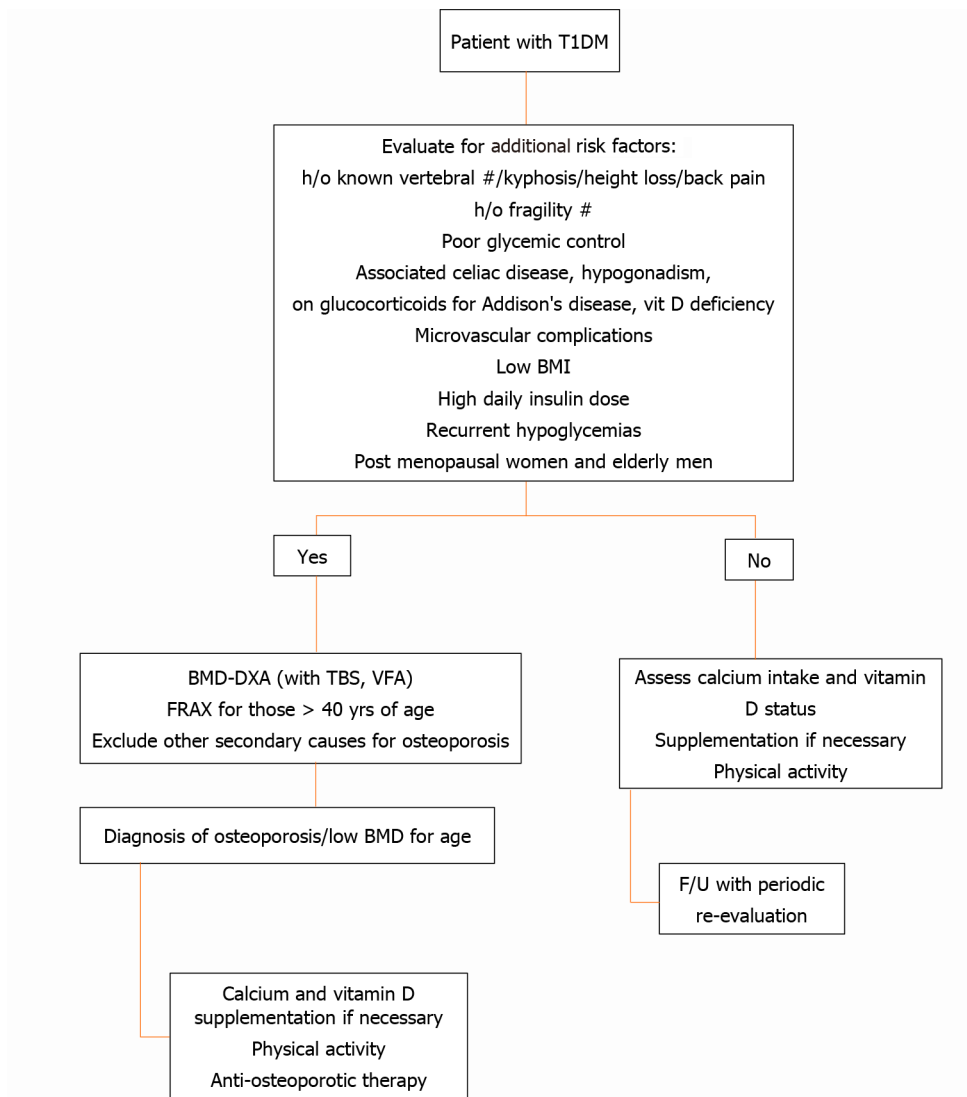 Patient with T1DM
Evaluate for additional risk factors:
h/o known vertebral #/kyphosis/height loss/back pain
h/o fragility #
Poor glycemic control
Associated celiac disease, hypogonadism,
on glucocorticoids for Addison's disease, vit D deficiency
Microvascular complications
Low BMI
High daily insulin dose
Recurrent hypoglycemias
Post menopausal women and elderly men
Yes
No
BMD-DXA (with TBS, VFA)
FRAX for those > 40 yrs of age
Exclude other secondary causes for osteoporosis
Assess calcium intake and vitamin
D status
Supplementation if necessary
Physical activity
Diagnosis of osteoporosis/low BMD for age
F/U with periodic
re-evaluation
Calcium and vitamin D
supplementation if necessary
Physical activity
Anti-osteoporotic therapy